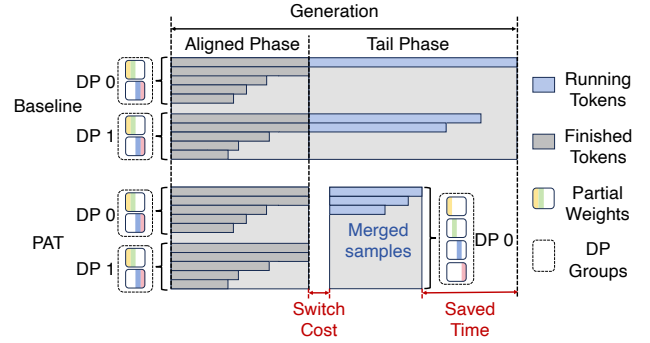 Generation
Aligned Phase
Tail Phase
Baseline
DP 0
DP 1
Running
Tokens
Finished
Tokens
Partial
Weights
DP
Groups
PAT
DP 0
DP 1
Merged
samples
DP 0
Switch
Cost
Saved
Time